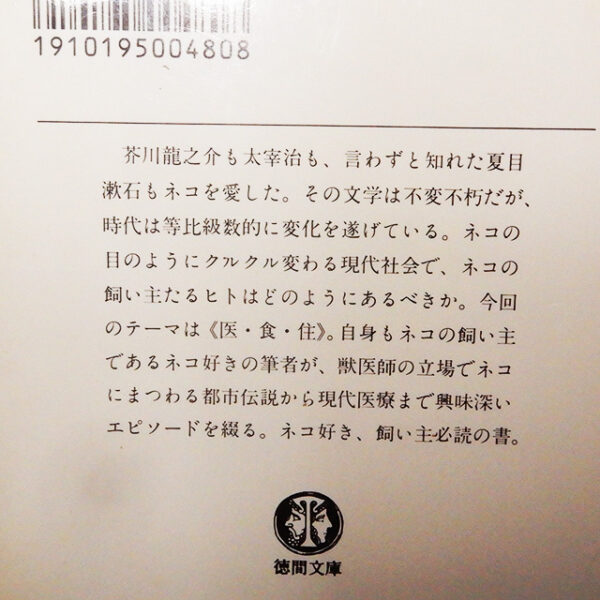 1910195004808
芥川龍之介も太宰治も、言わずと知れた夏目
漱石もネコを愛した。その文学は不変不朽だが、
時代は等比級数的に変化を遂げている。ネコの
目のようにクルクル変わる現代社会で、ネコの
飼い主たるヒトはどのようにあるべきか。今回
のテーマは《医・食・住》。自身もネコの飼い主
であるネコ好きの筆者が、獣医師の立場でネコ
にまつわる都市伝説から現代医療まで興味深い
エピソードを綴る。ネコ好き、飼い主必読の書。
徳間文庫